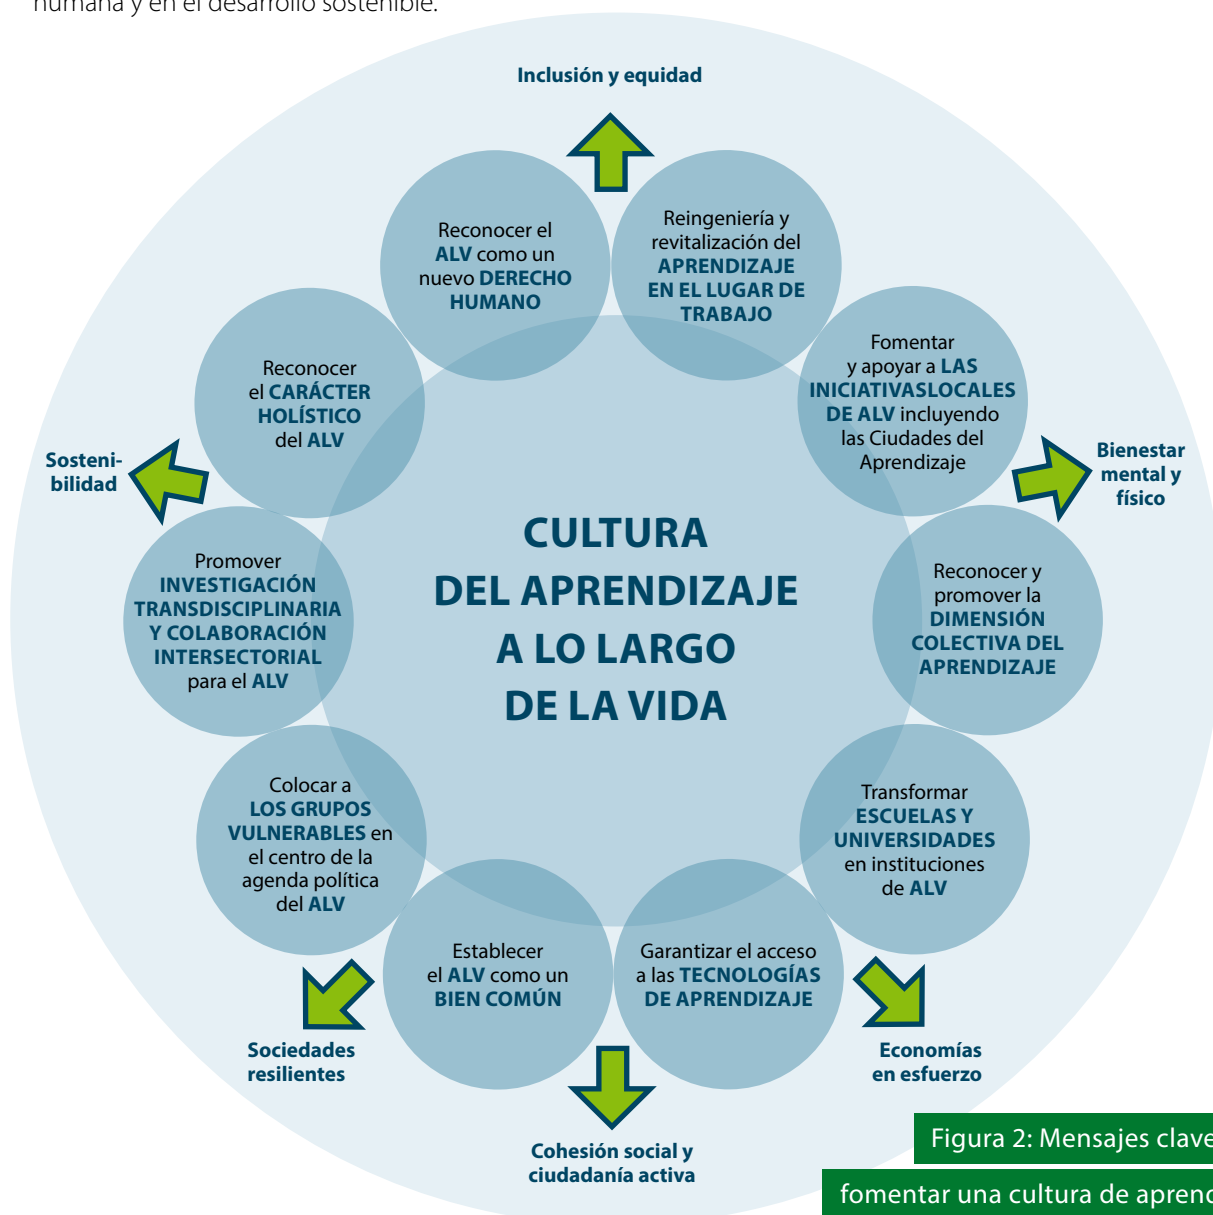 humana y en el desarrollo sostenible.
Inclusión y equidad
Reconocer el
ALV como un
nuevo DERECHO
HUMANO
Reingeniería y
revitalización del
APRENDIZAJE
EN EL LUGAR DE
TRABAJO
Fomentar
y apoyar a LAS
INICIATIVASLOCALES
DE ALV incluyendo
las Ciudades del
Aprendizaje
Bienestar
mental y
físico
Reconocer y
promover la
DIMENSIÓN
COLECTIVA DEL
APRENDIZAJE
Transformar
ESCUELAS Y
UNIVERSIDADES
en instituciones
de ALV
Economías
en esfuerzo
Garantizar el acceso
a las TECNOLOGÍAS
DE APRENDIZAJE
Cohesión social y
ciudadanía activa
Establecer
el ALV como un
BIEN COMÚN
Sociedades
resilientes
Colocar a
LOS GRUPOS
VULNERABLES en
el centro de la
agenda política
del ALV
Promover
INVESTIGACIÓN
TRANSDISCIPLINARIA
Y COLABORACIÓN
INTERSECTORIAL
para el ALV
Sosteni-
bilidad
Reconocer
el CARÁCTER
HOLÍSTICO
del ALV
CULTURA
DEL APRENDIZAJE
A LO LARGO
DE LA VIDA
Figura 2: Mensajes clave
fomentar una cultura de